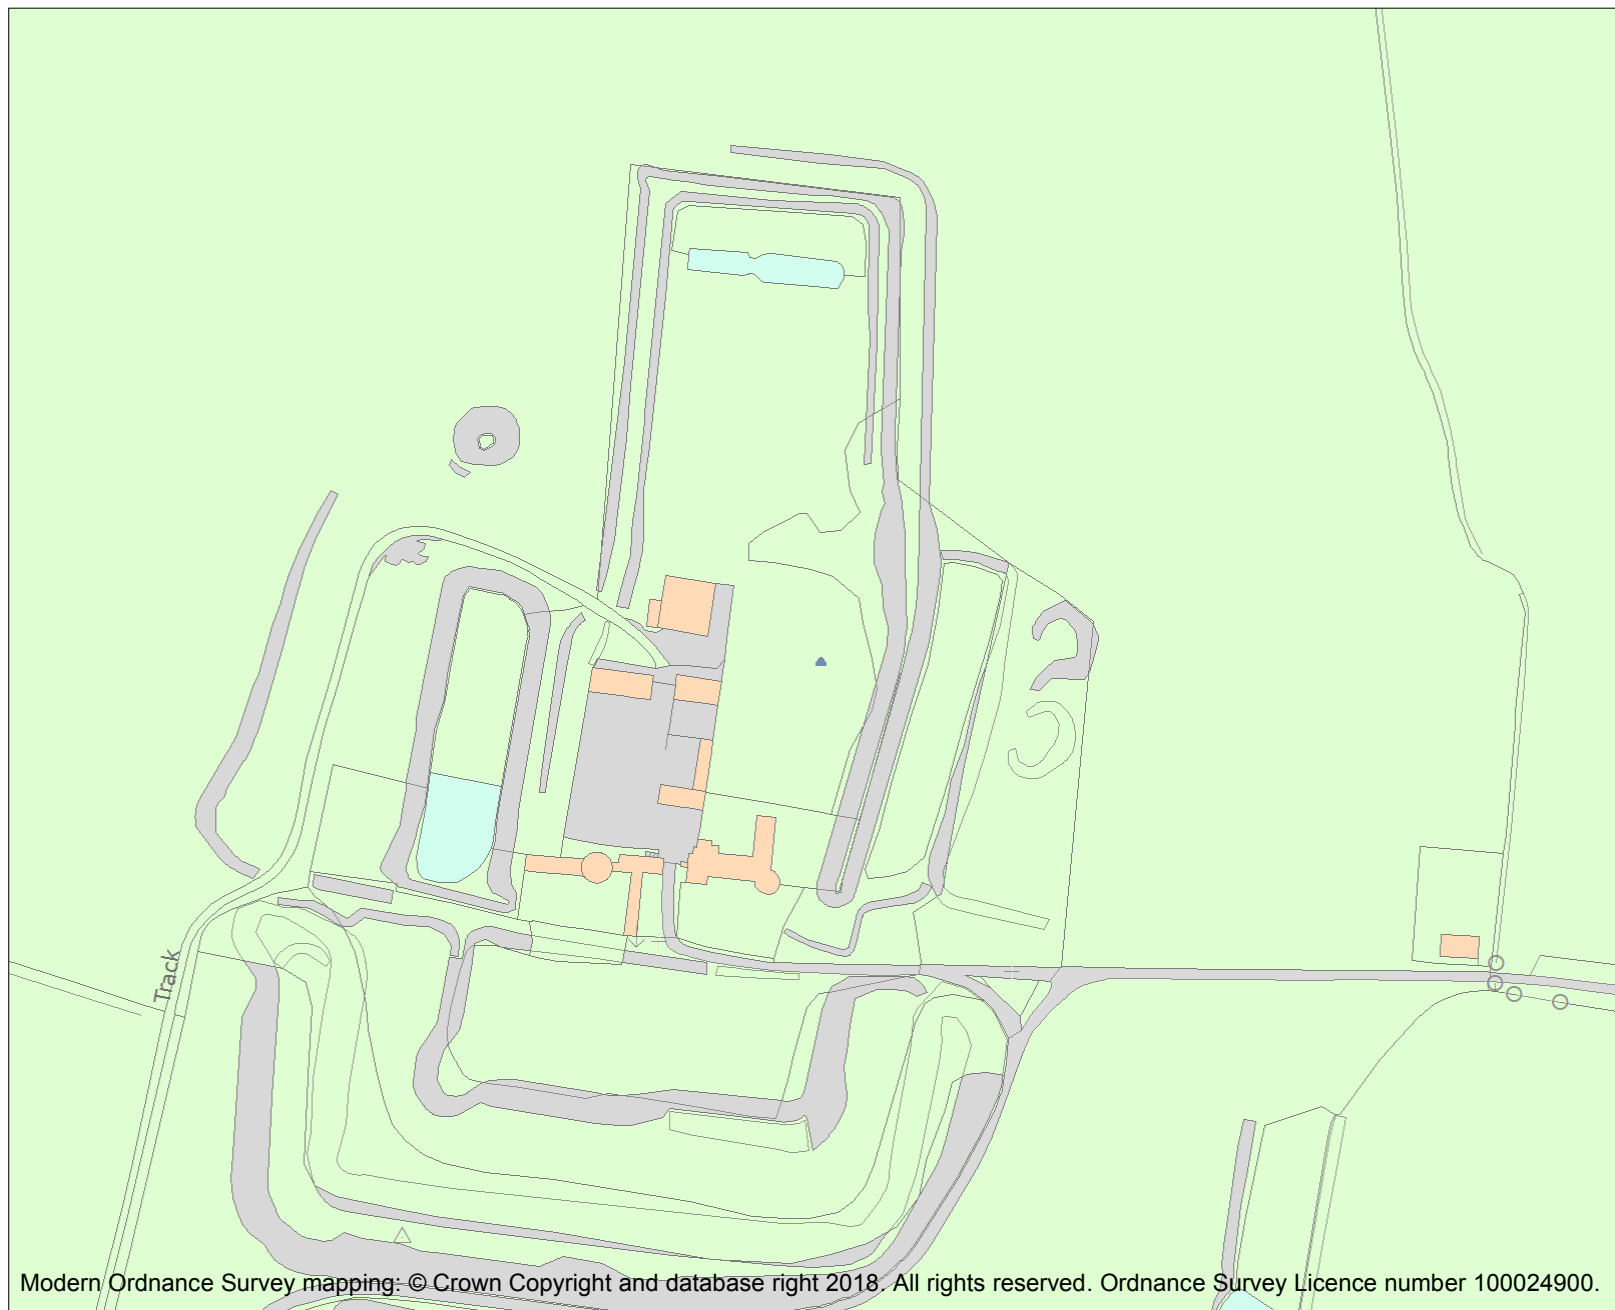 Track
Modern Ordnance Survey mapping: © Crown Copyright and database right 2018. All rights reserved. Ordnance Survey Licence number 100024900.